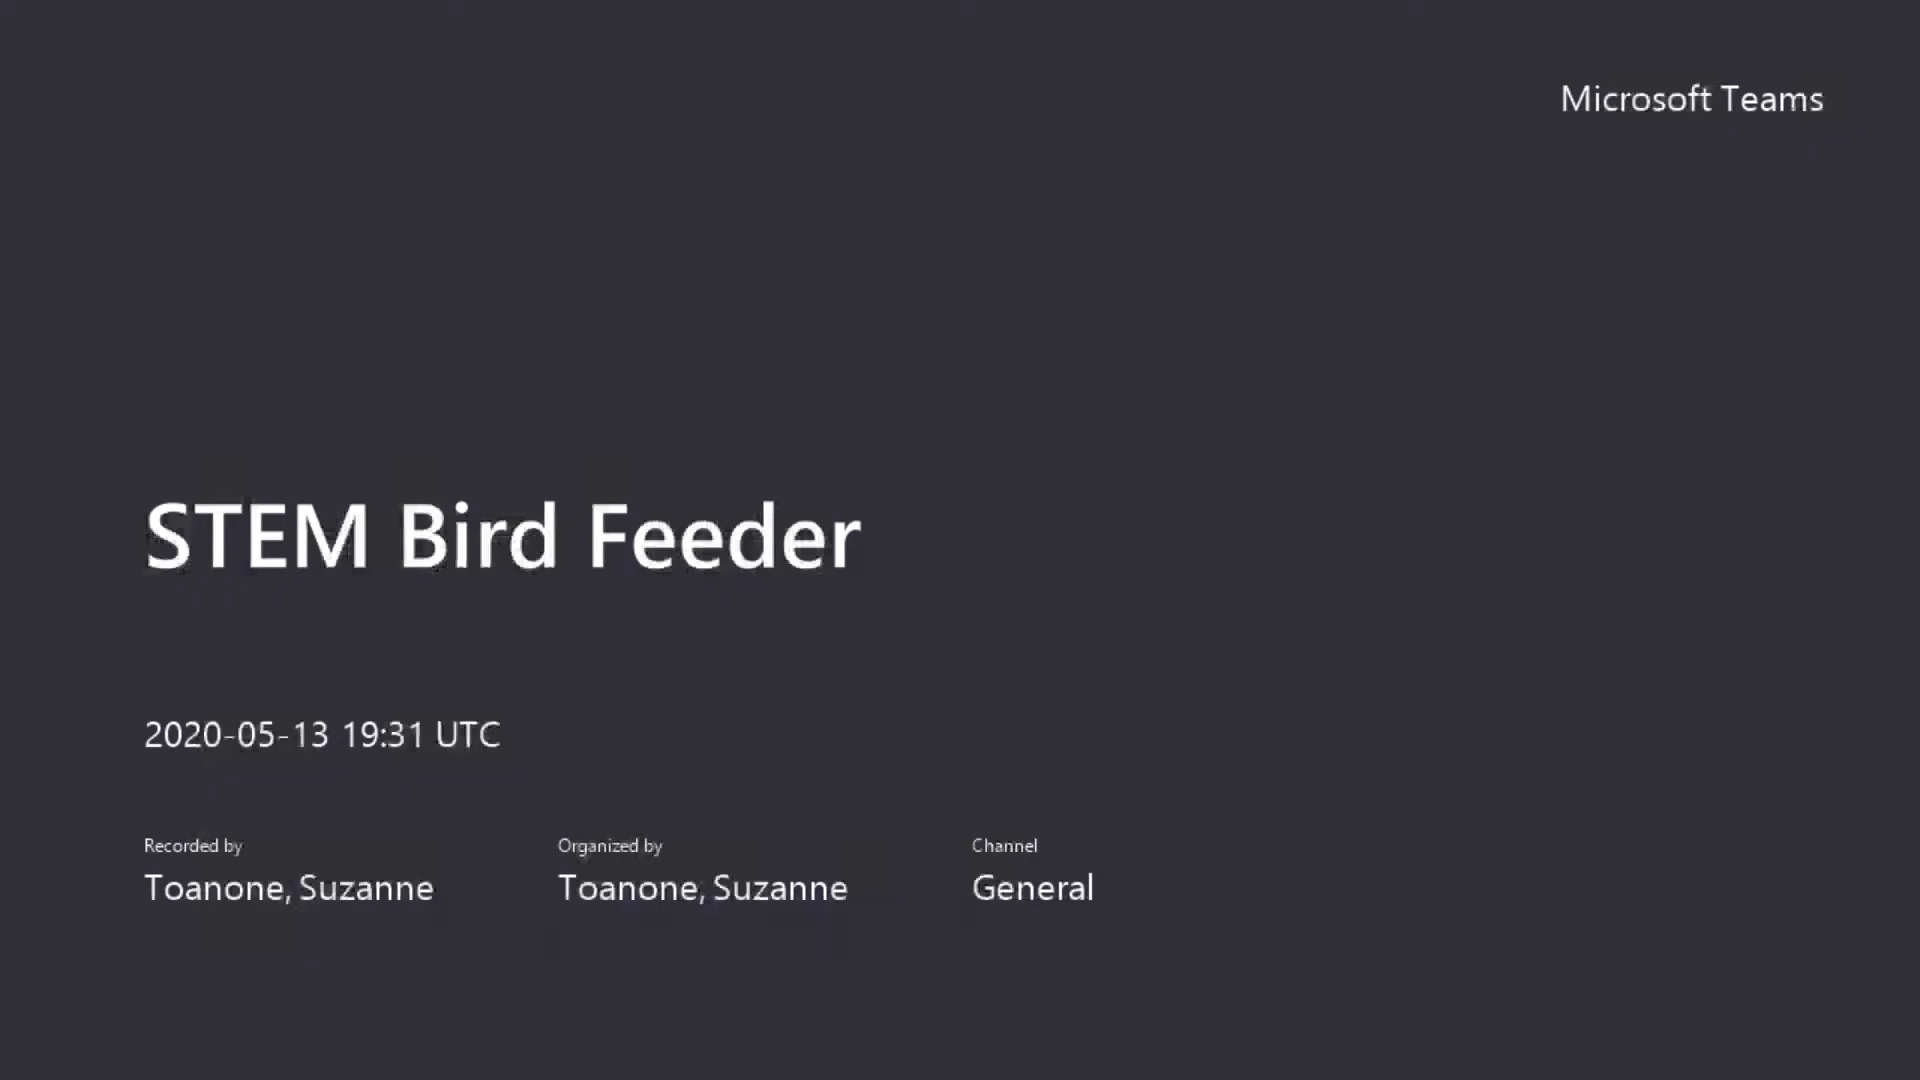 Microsoft Teams
STEM Bird Feeder
2020-05-13 19:31 UTC
Recorded by
Toanone, Suzanne
Organized by
Toanone, Suzanne
Channel
General